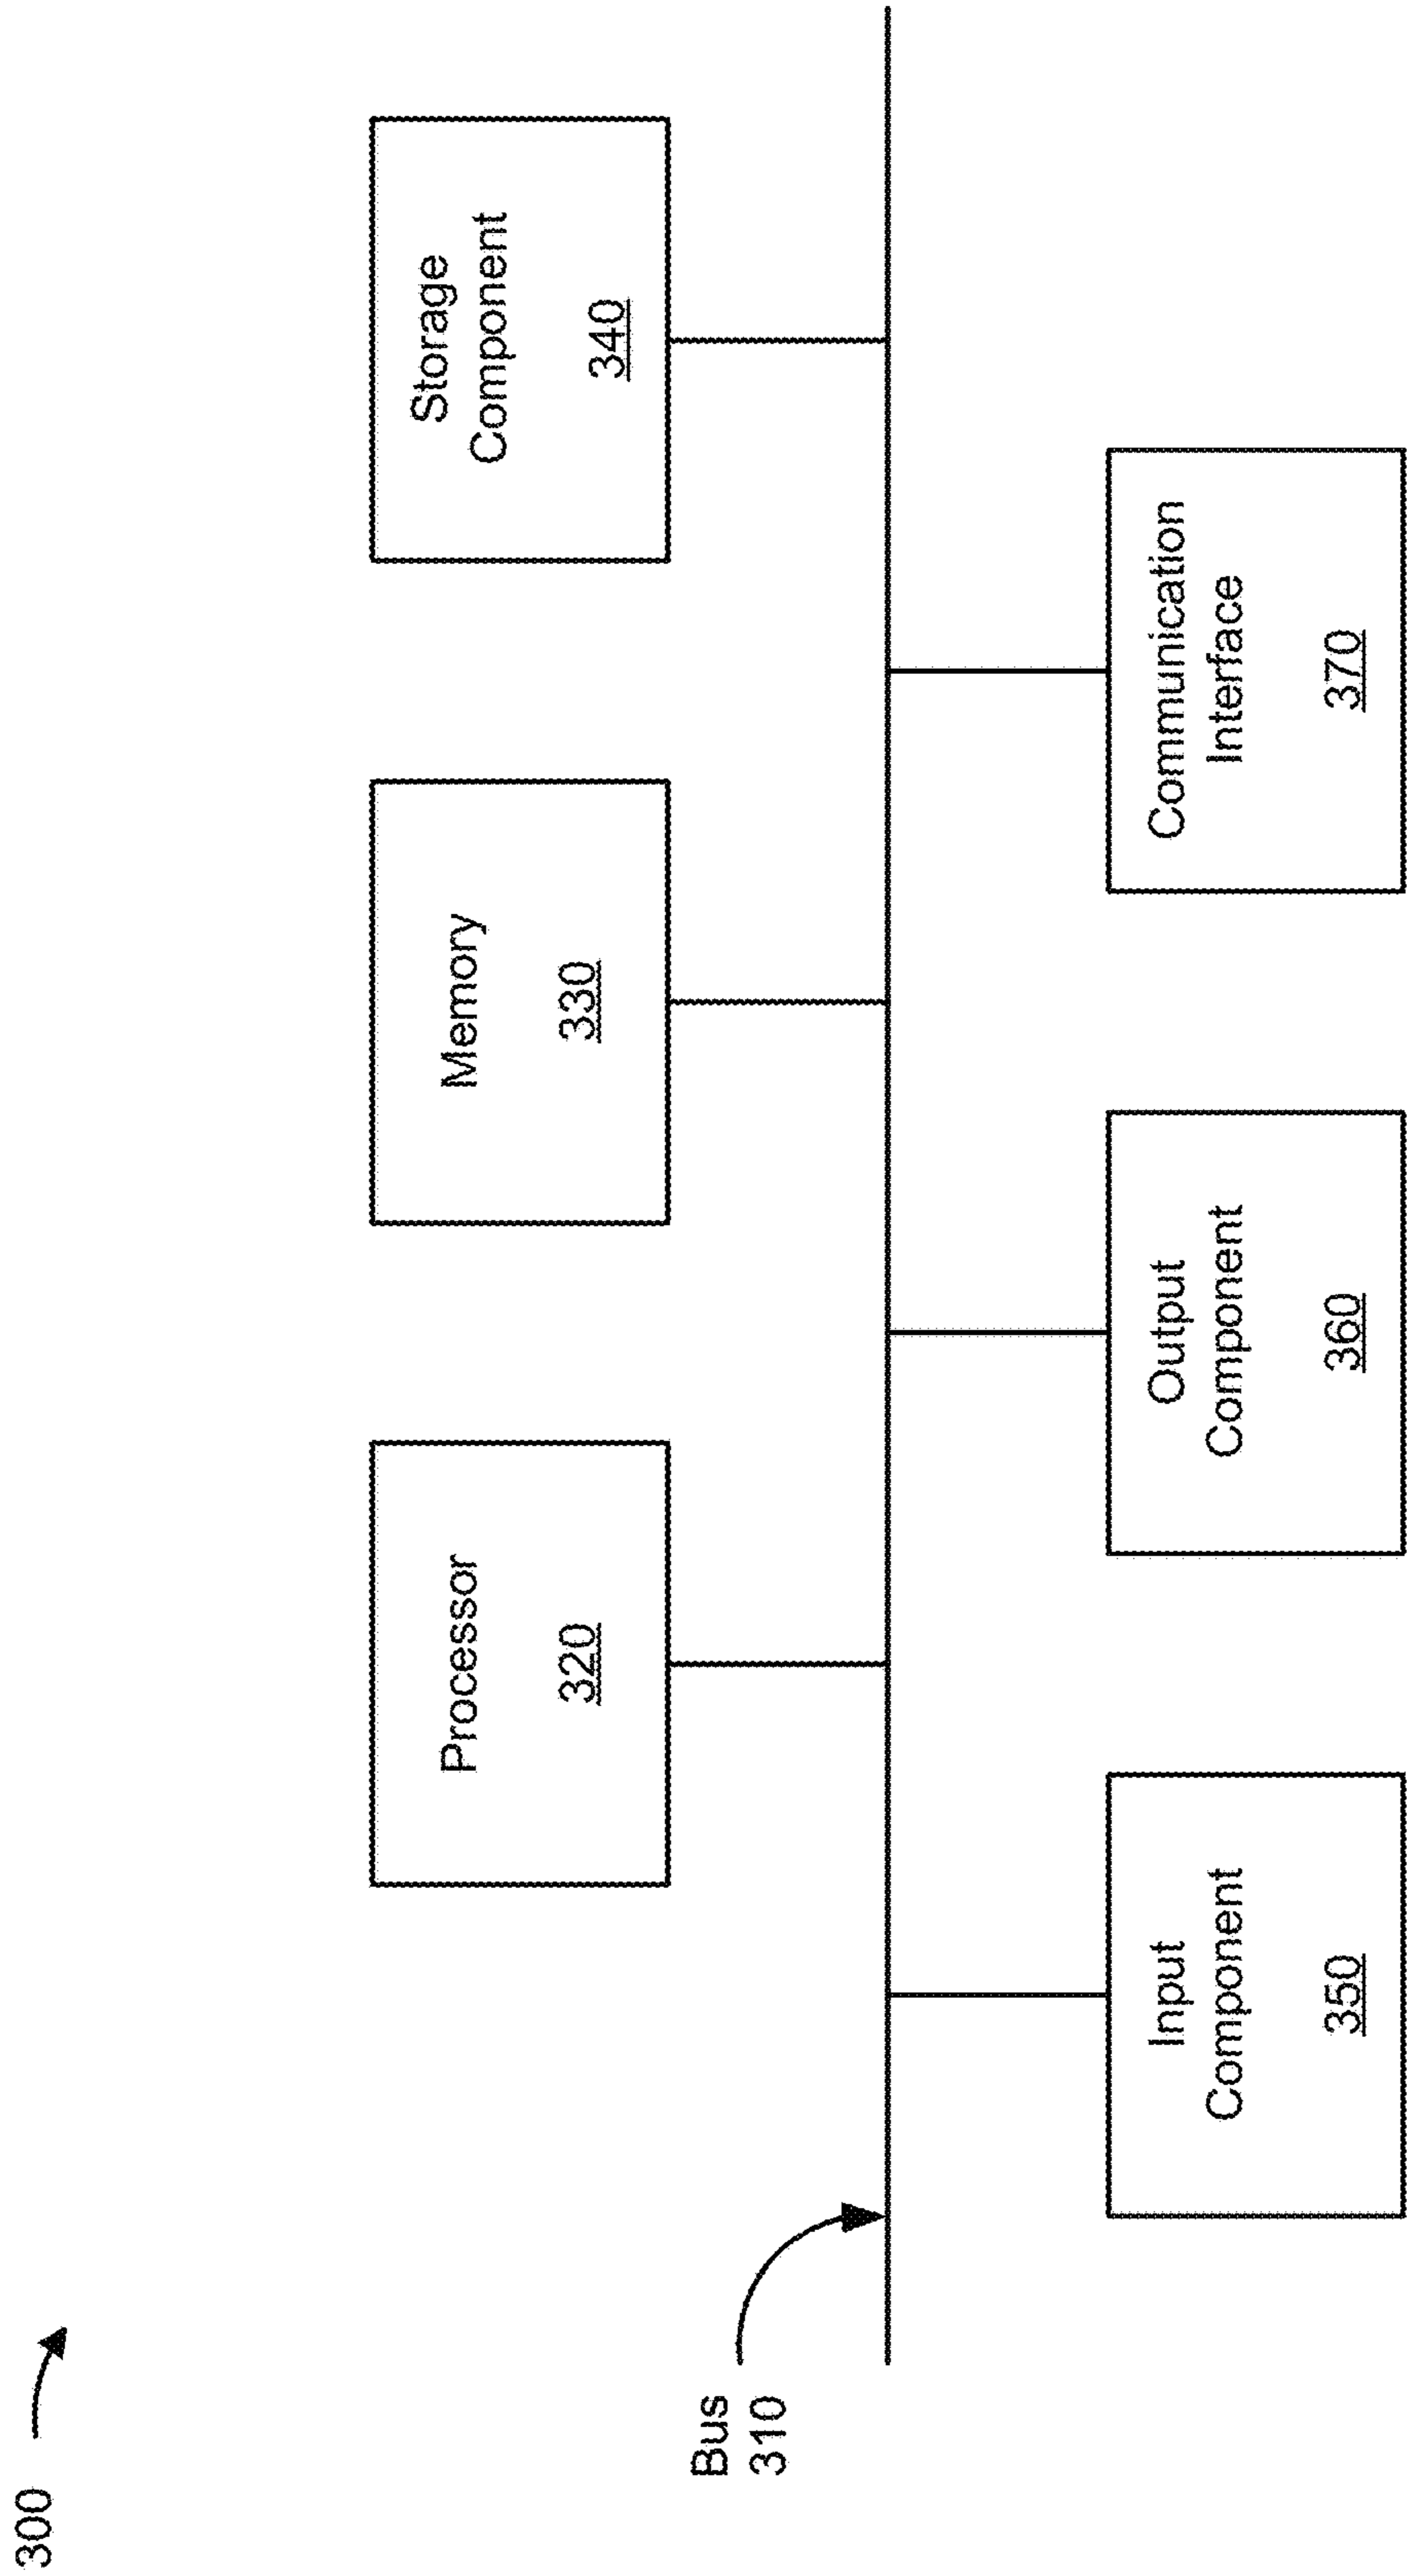 300
Processor
320
Memory
330
Storage
Component
340
Bus
310
Input
Component
350
Output
Component
360
Communication
Interface
370